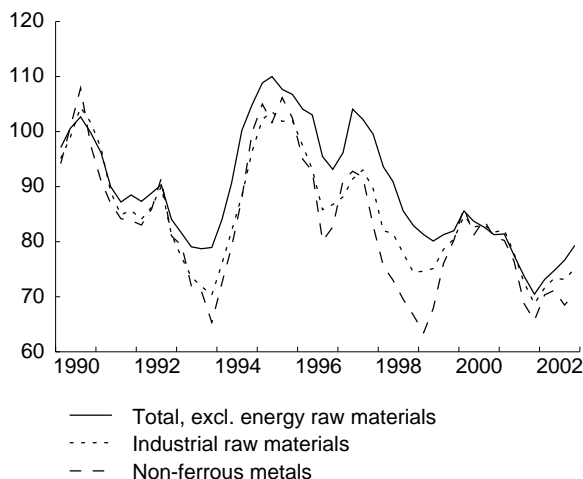 120
110
100
90
80
70
60
1990 1992 1994 1996 1998 2000 2002
Total, excl. energy raw materials
Industrial raw materials
Non-ferrous metals